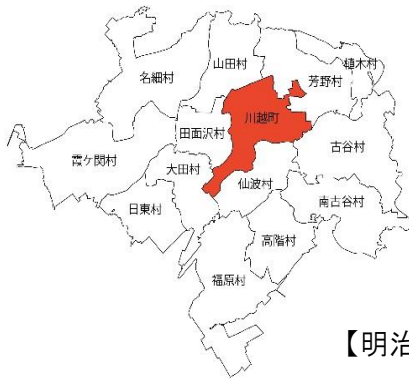 山田村
名細村
芳野村
植木村
川越町
田面沢村
古谷村
霞ケ関村
大田村
仙波村
日東村
南古谷村
高階村
福原村
【明治